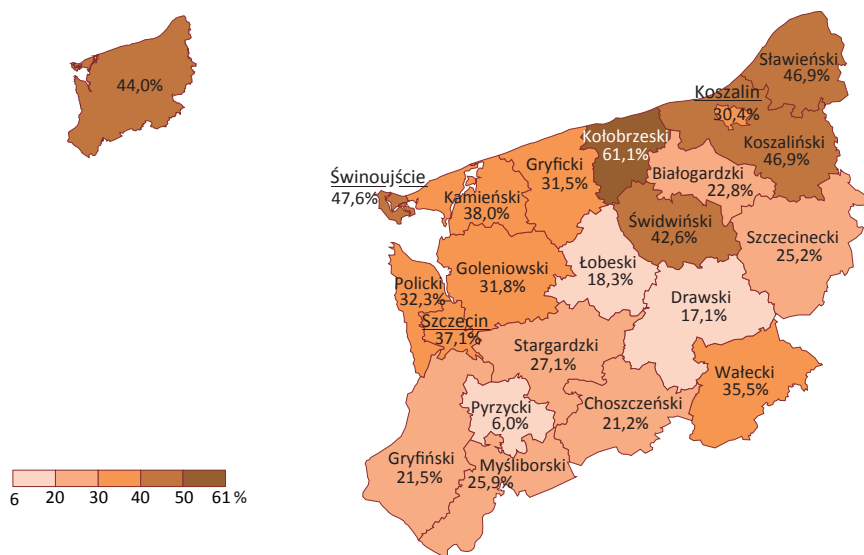 44,0%
Sławieński
46,9%
Koszalin
30,4%
Kołobrzeski
61,1%
Koszaliński
46,9%
Gryficki
31,5%
Białogardzki
22,8%
Świnoujście
47,6%
Kamieński
38,0%
Świdwiński
42,6%
Szczecinecki
25,2%
Łobeski
18,3%
Goleniowski
31,8%
Policki
32,3%
Drawski
17,1%
Szczecin
37,1%
Stargardzki
27,1%
Wałecki
35,5%
Pyrzycki
6,0%
Choszczeński
21,2%
Gryfiński
21,5%
Myśliborski
25,9%
6 20 30 40 50 61 %